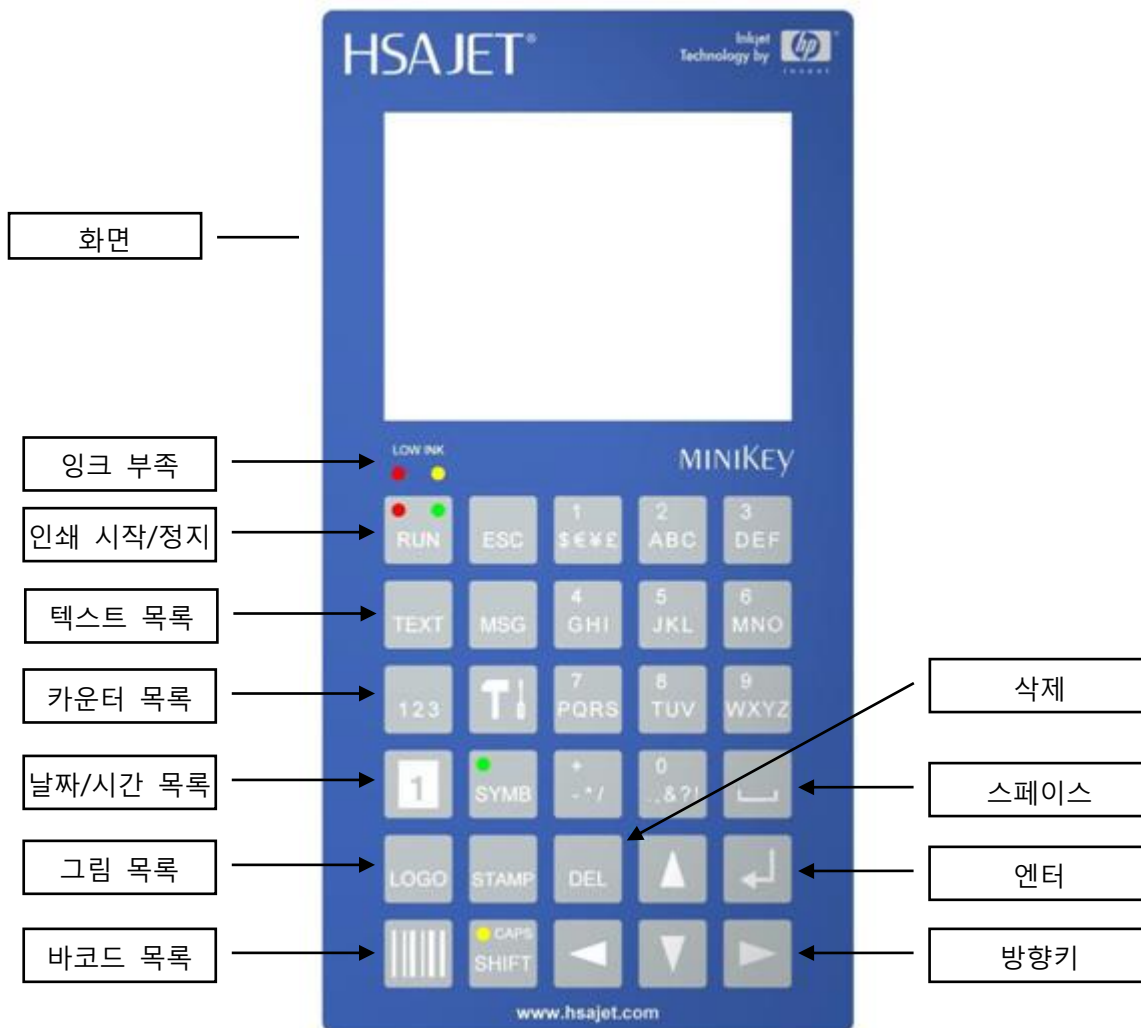 HSAJET®
Inkjet
Technology by
hp
invent
화면
LOW INK
MINIKEY
잉크 부족
인쇄 시작/정지
RUN
ESC
1
$€¥£
2
ABC
3
DEF
텍스트 목록
TEXT
MSG
4
GHI
5
JKL
6
MNO
카운터 목록
123
7
PQRS
8
TUV
9
WXYZ
삭제
날짜/시간 목록
1
SYMB
+
-*/
0
.,&?!
스페이스
그림 목록
LOGO
STAMP
DEL
엔터
바코드 목록
CAPS
SHIFT
방향키
www.hsajet.com